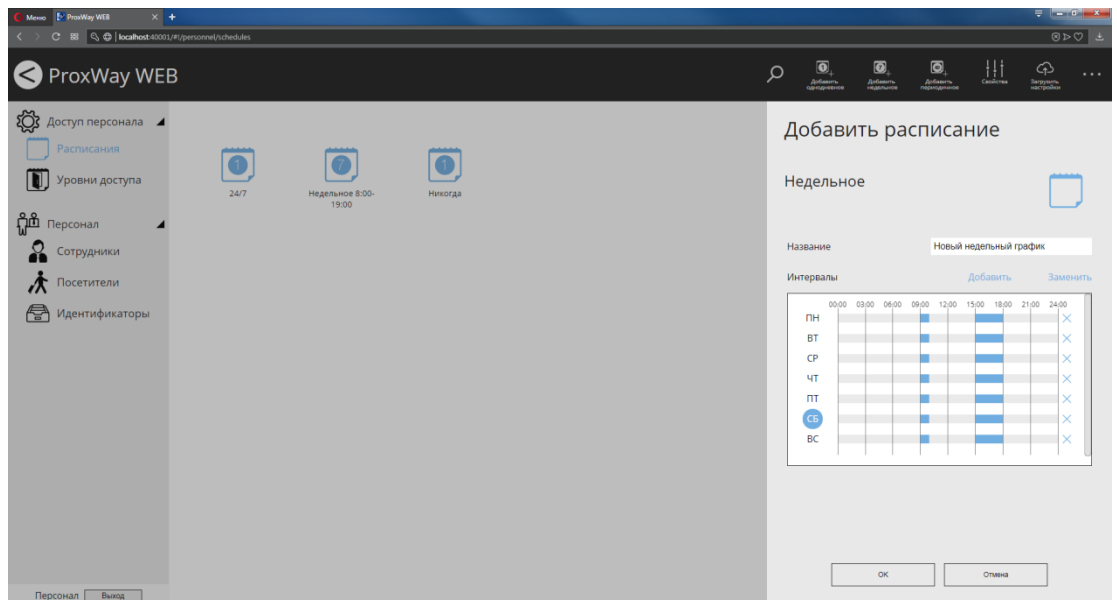 Меню
ProxWay WEB
localhost:40001/#!/personnel/schedules
ProxWay WEB
Добавить однодневное
Добавить недельное
Добавить периодичное
Свойства
Загрузить настройки
Доступ персонала
Расписания
Уровни доступа
Персонал
Сотрудники
Посетители
Идентификаторы
1
24/7
7
Недельное 8:00-
19:00
1
Никогда
Добавить расписание
Недельное
Название
Новый недельный график
Интервалы
Добавить
Заменить
00:00 03:00 06:00 09:00 12:00 15:00 18:00 21:00 24:00
ПН
ВТ
СР
ЧТ
ПТ
СБ
ВС
OK
Отмена
Персонал
Выход